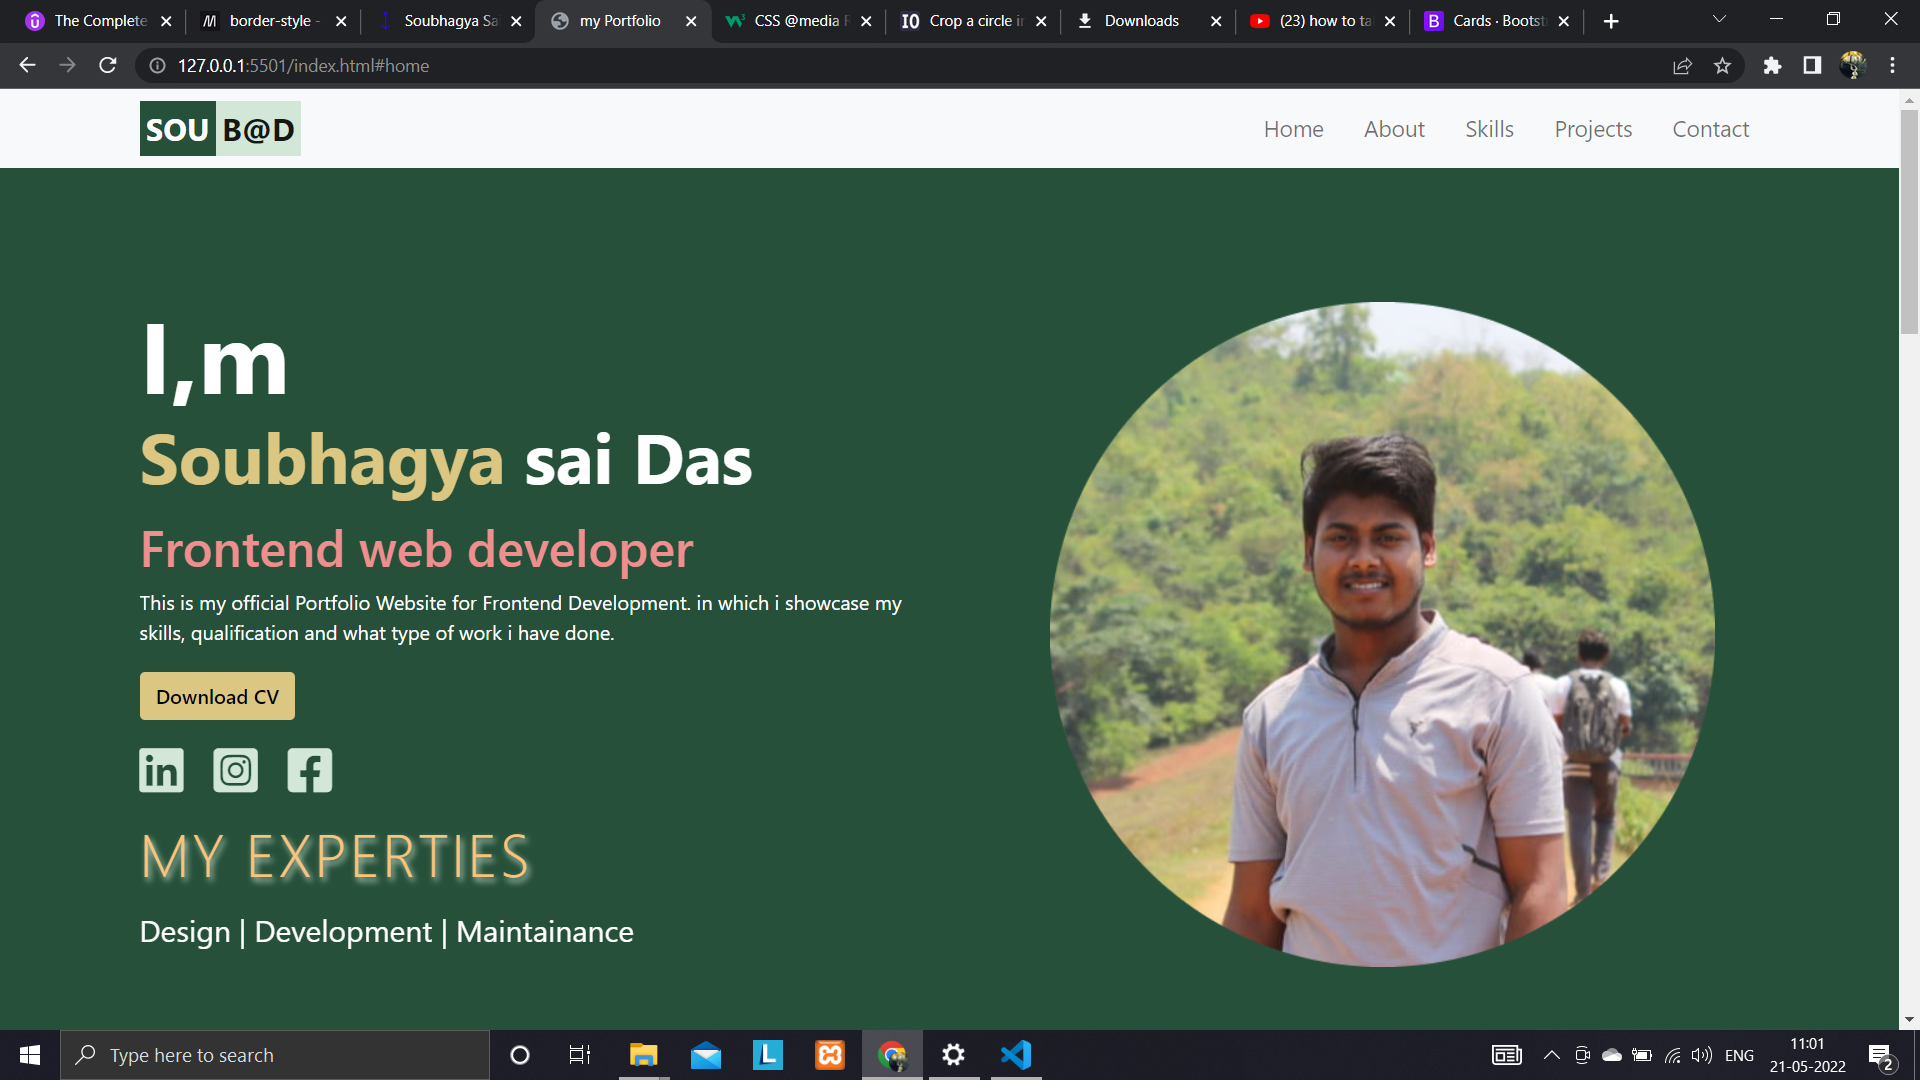 The Complete
border-style -
Soubhagya Sa
my Portfolio
CSS @media R
Crop a circle in
Downloads
(23) how to ta
Cards · Bootst
127.0.0.1:5501/index.html#home
SOU B@D
Home About Skills Projects Contact
I,m
Soubhagya sai Das
Frontend web developer
This is my official Portfolio Website for Frontend Development. in which i showcase my
skills, qualification and what type of work i have done.
Download CV
MY EXPERTIES
Design | Development | Maintainance
Type here to search
ENG
11:01
21-05-2022
2